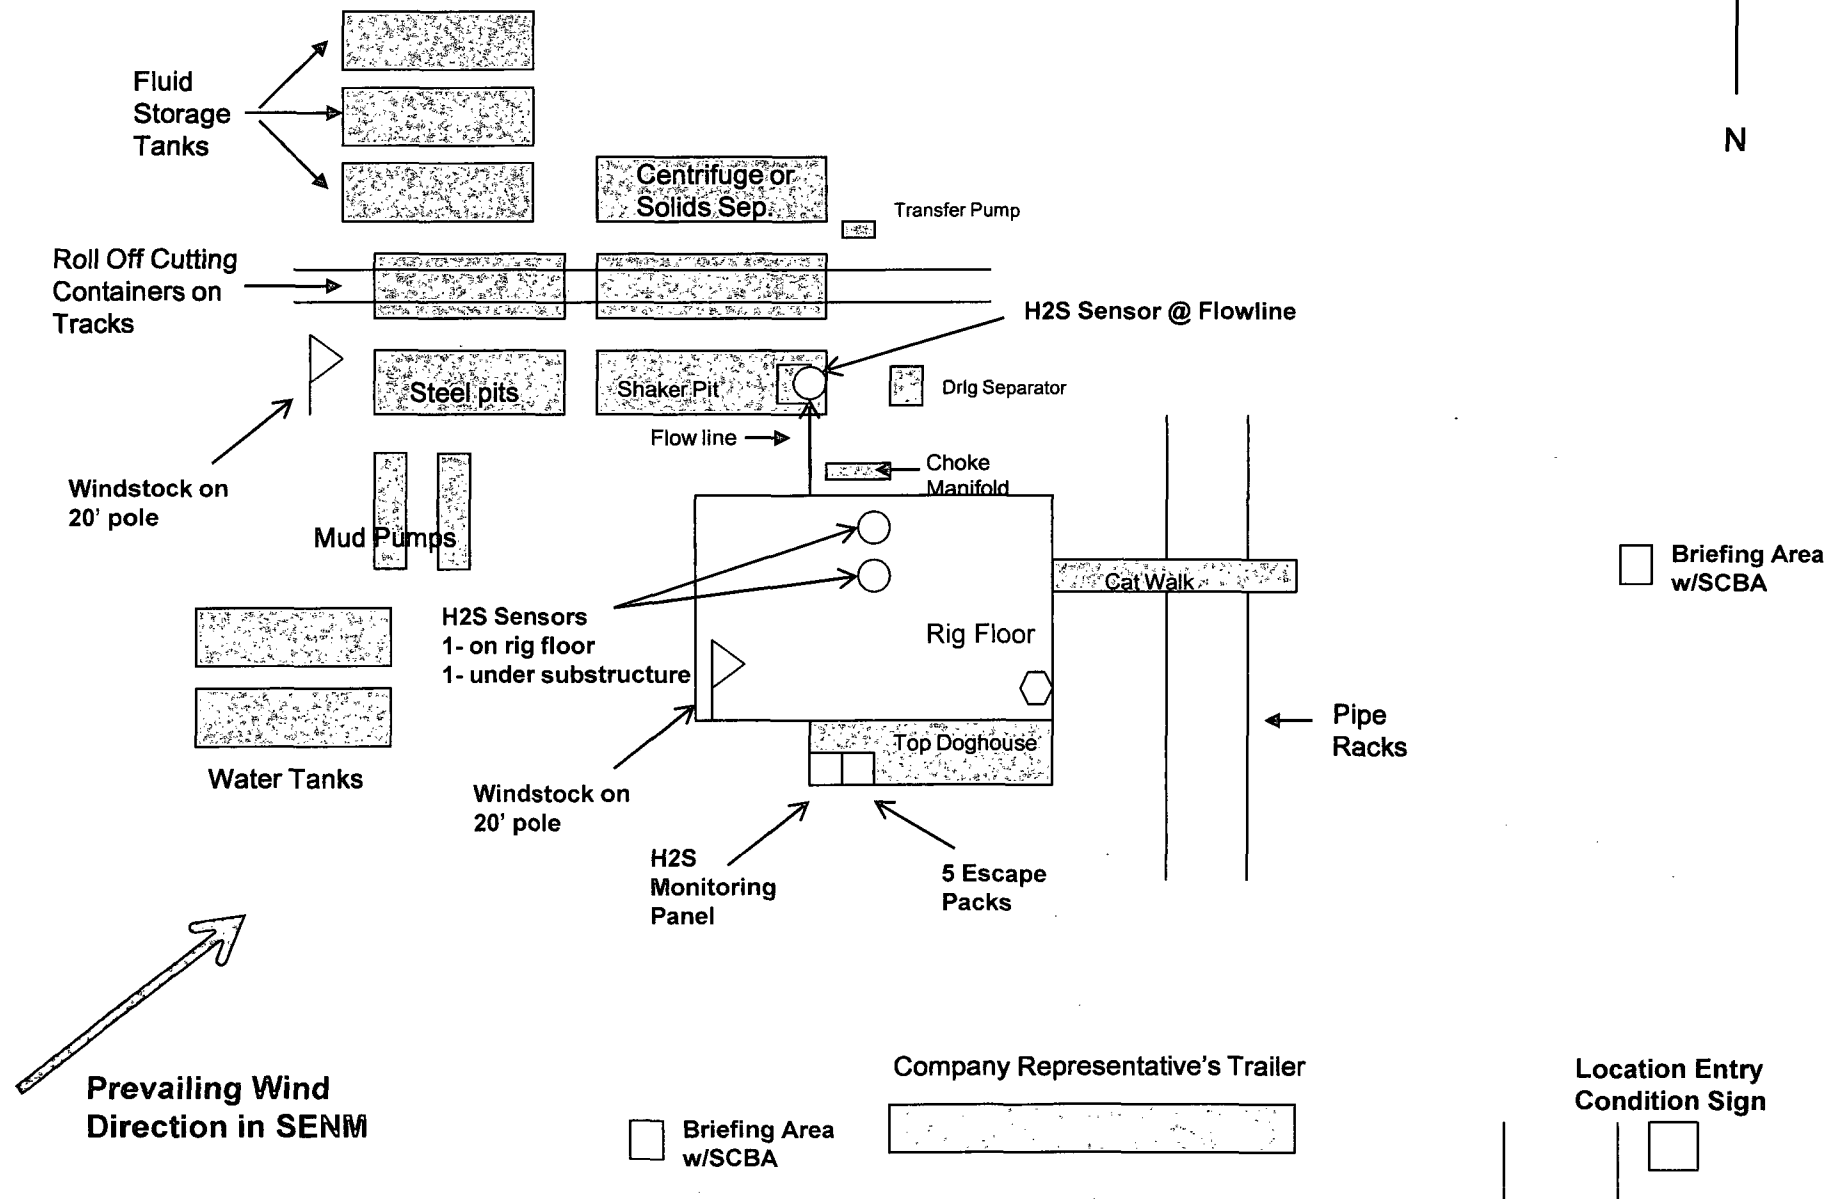 Fluid
Storage
Tanks
N
Centrifuge or
Solids Sep.
Transfer Pump
Roll Off Cutting
Containers on
Tracks
H2S Sensor @ Flowline
Steel pits
Shaker Pit
Drlg Separator
Flow line
Choke
Manifold
Windstock on
20' pole
Mud Pumps
Briefing Area
w/SCBA
Cat Walk
H2S Sensors
1- on rig floor
1- under substructure
Rig Floor
Pipe
Racks
Top Doghouse
Water Tanks
Windstock on
20' pole
H2S
Monitoring
Panel
5 Escape
Packs
Prevailing Wind
Direction in SENM
Company Representative's Trailer
Location Entry
Condition Sign
Briefing Area
w/SCBA